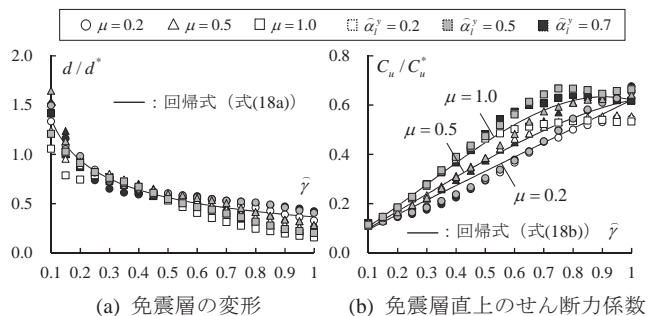 μ=0.2 μ=0.5 μ=1.0 α̂ₗʸ=0.2 α̂ₗʸ=0.5 α̂ₗʸ=0.7
d/d*
2.0
1.5
1.0
0.5
0.0
：回帰式（式(18a)）
γ̄
0.1 0.2 0.3 0.4 0.5 0.6 0.7 0.8 0.9 1
(a) 免震層の変形
Cᵤ/Cᵤ*
0.8
0.6
0.4
0.2
0.0
μ=1.0
μ=0.5
μ=0.2
：回帰式（式(18b)） γ̄
0.1 0.2 0.3 0.4 0.5 0.6 0.7 0.8 0.9 1
(b) 免震層直上のせん断力係数